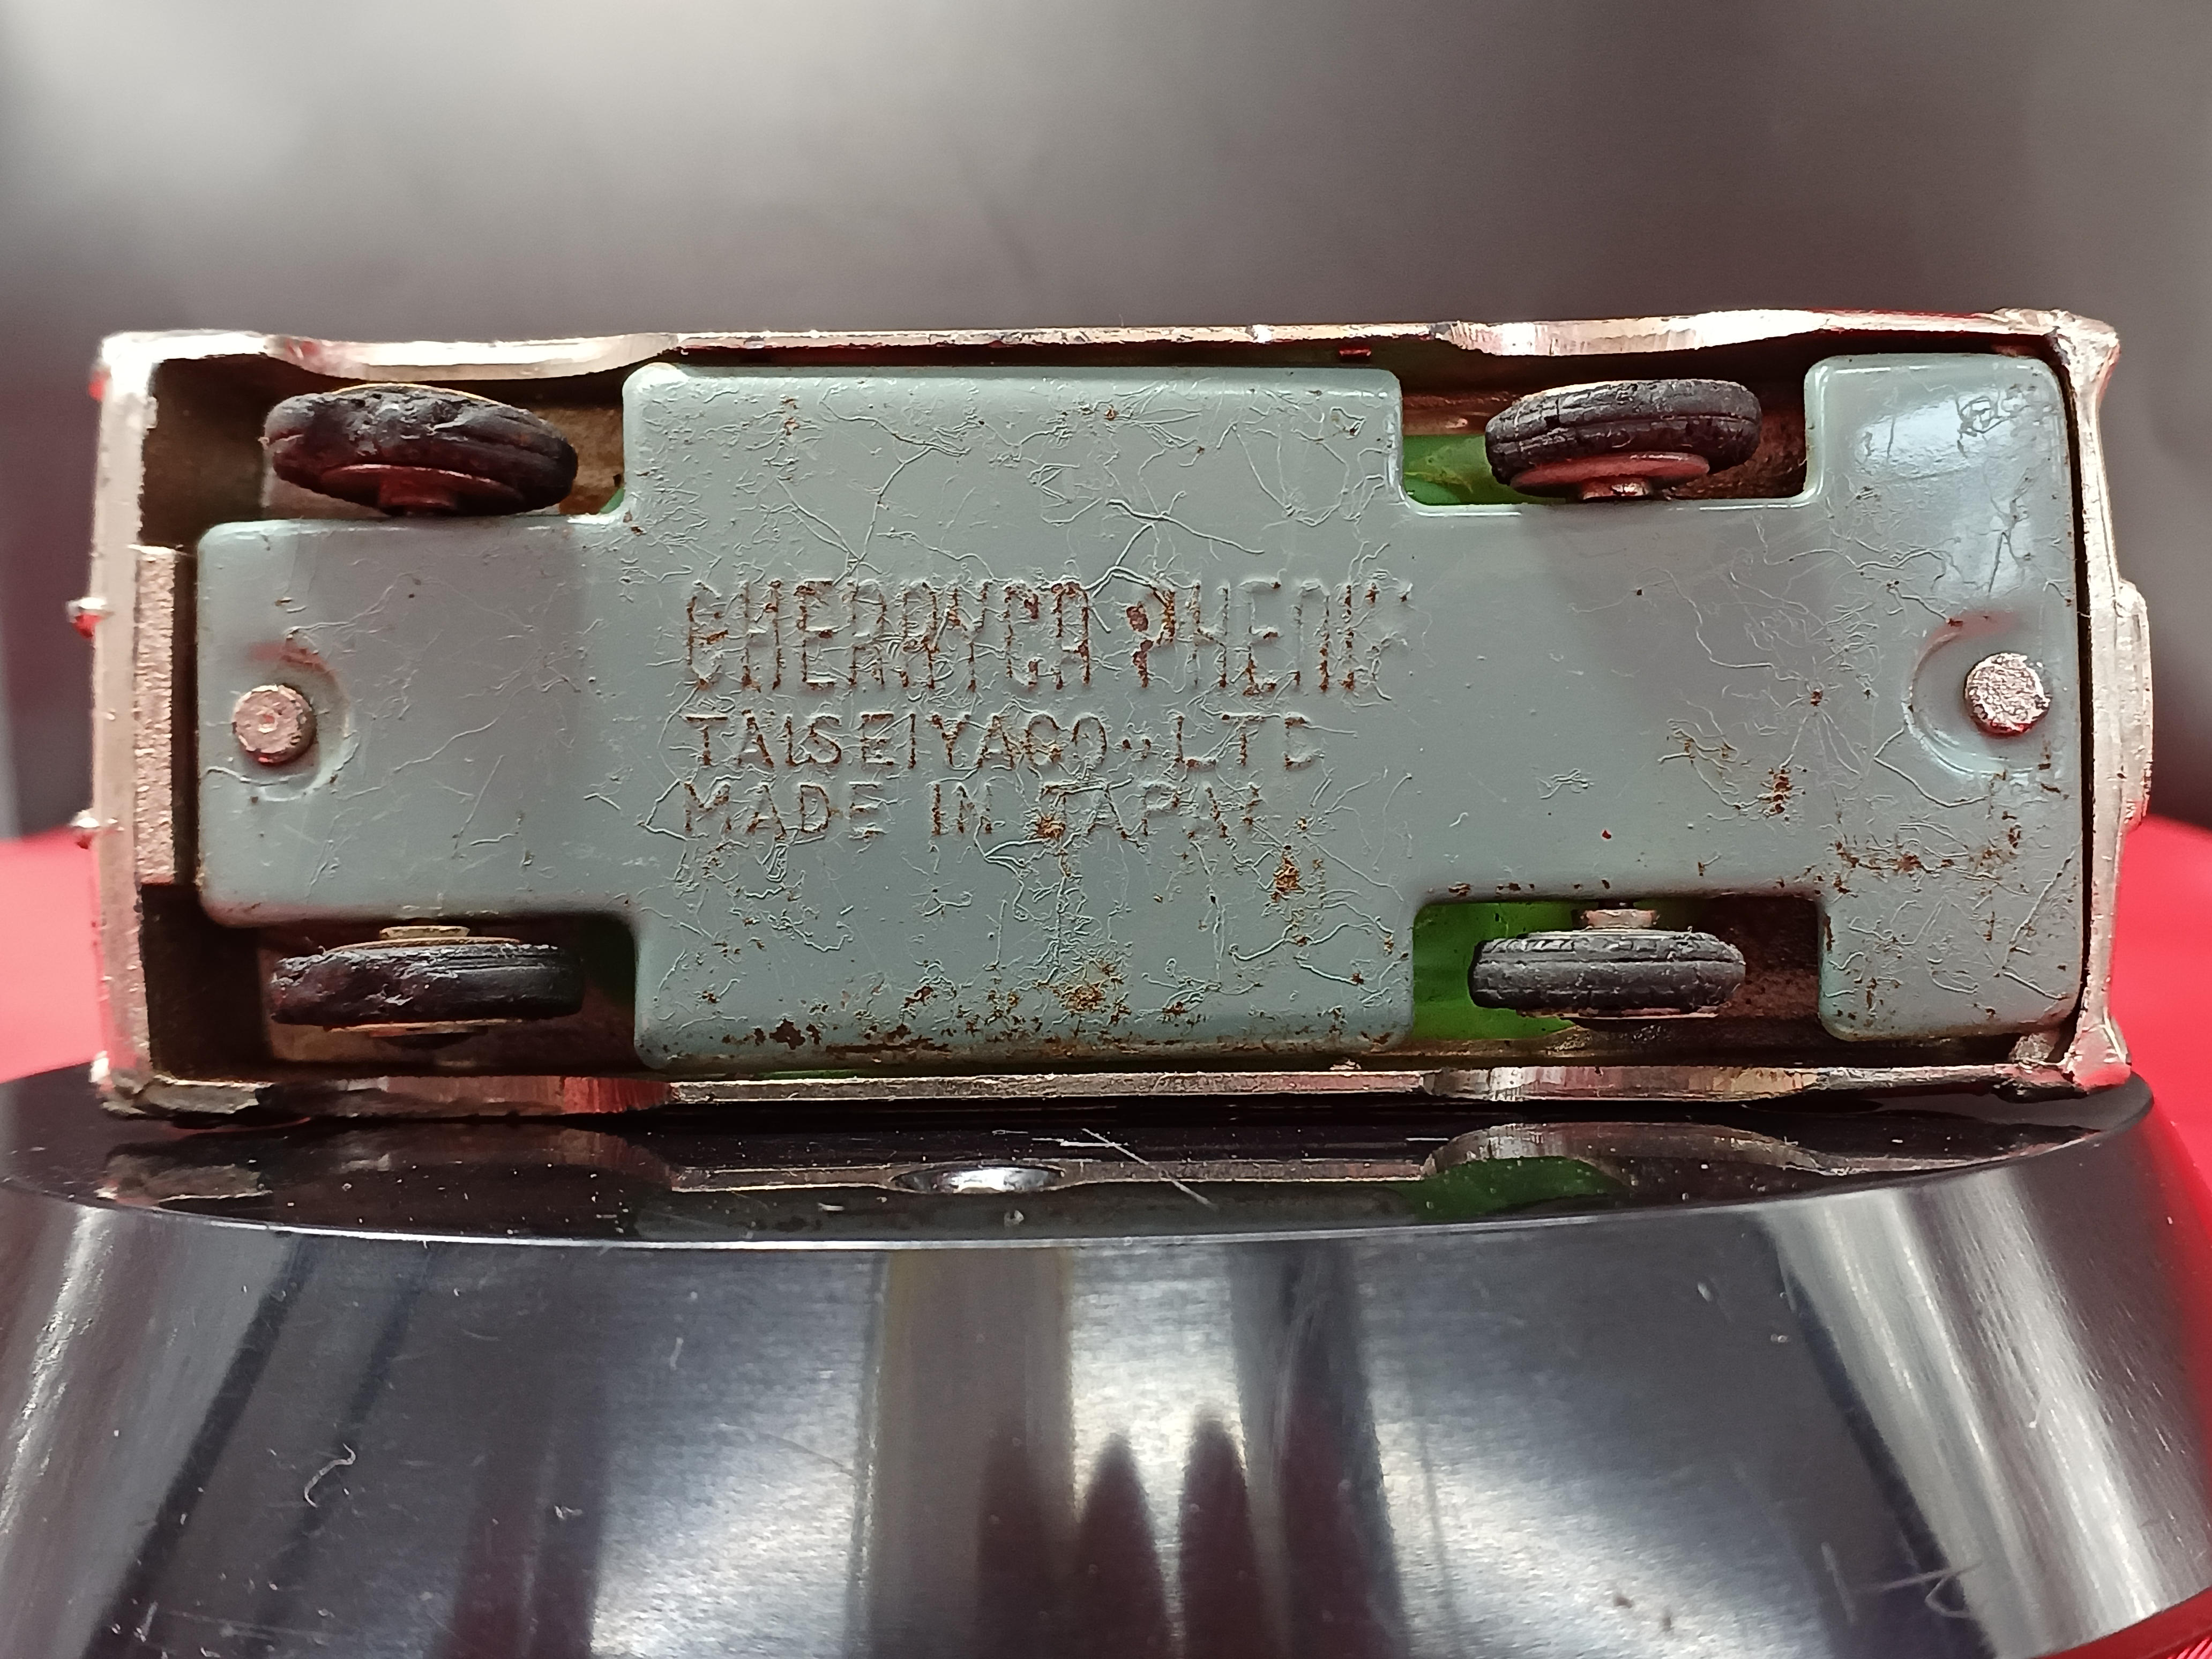 CHERRYCA PHENIX
TAISEIYA CO., LTD
MADE IN JAPAN